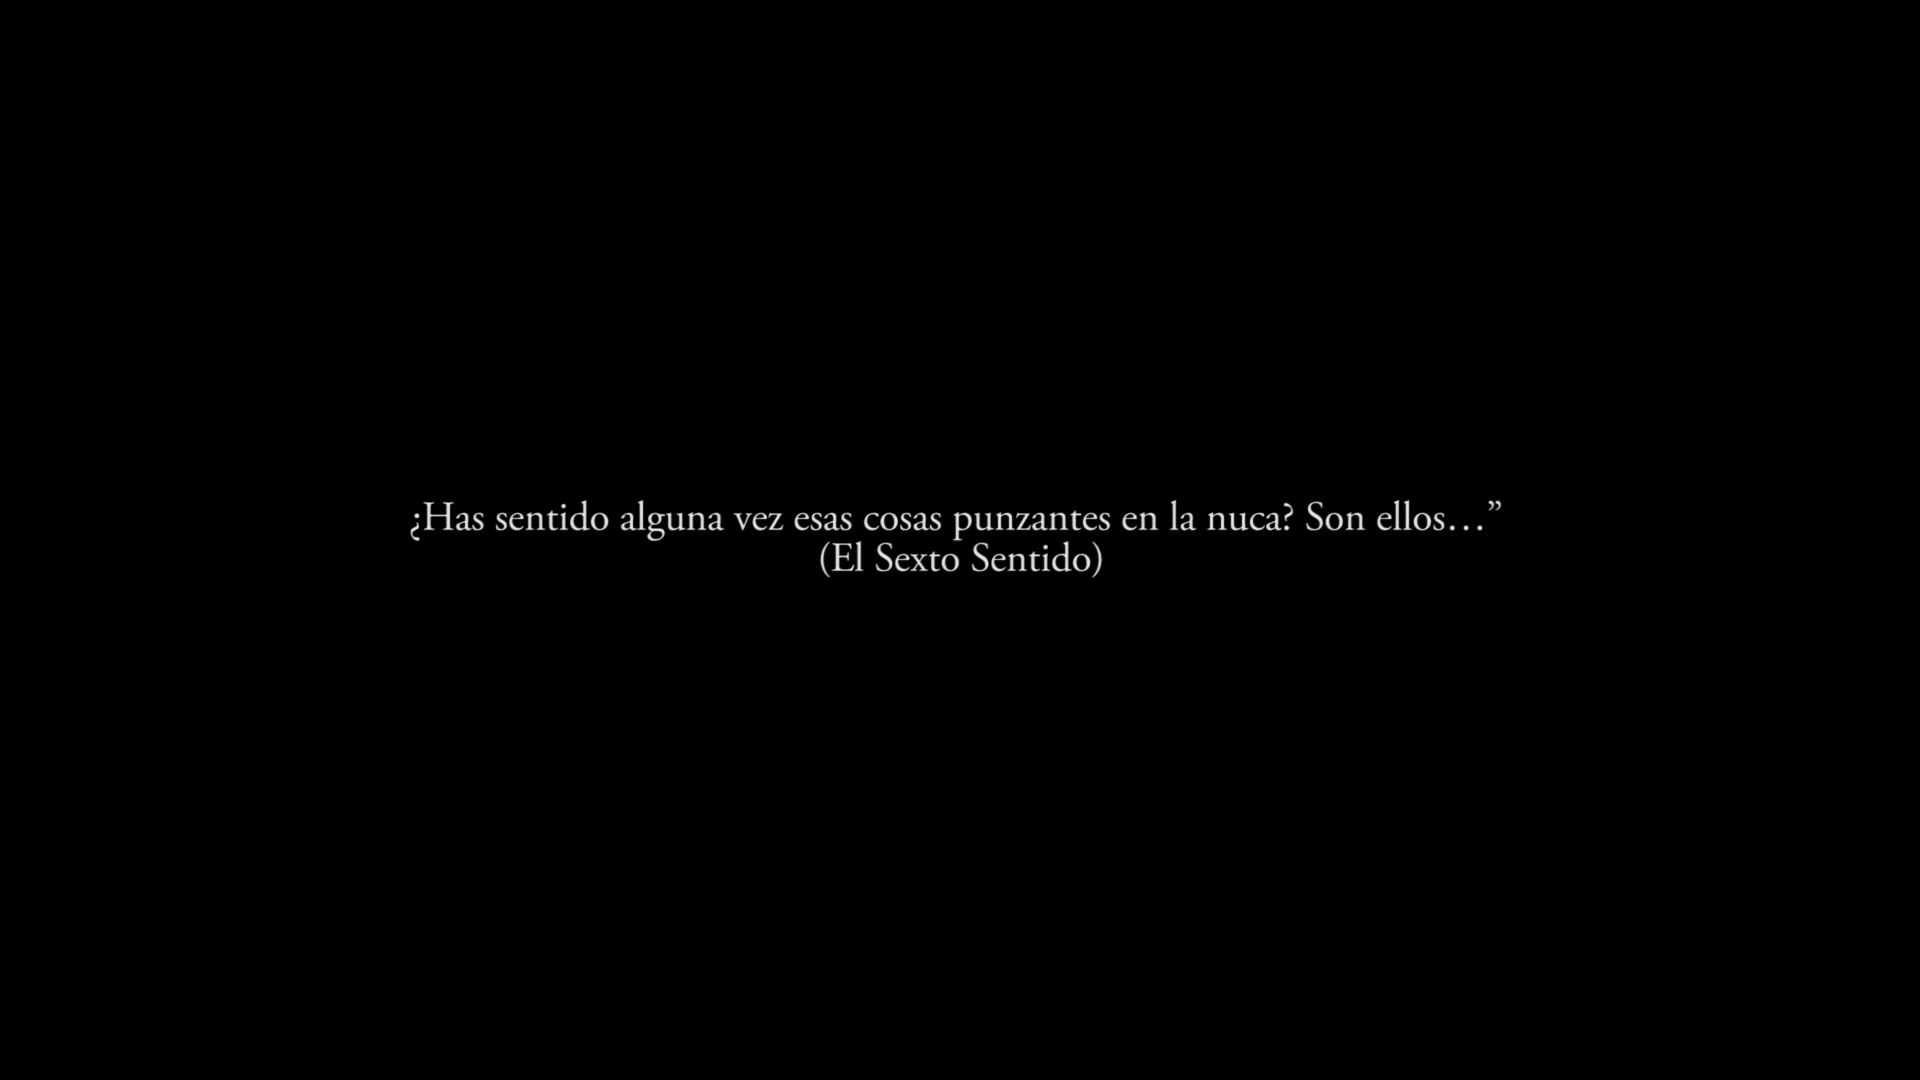 ¿Has sentido alguna vez esas cosas punzantes en la nuca? Son ellos…”
(El Sexto Sentido)